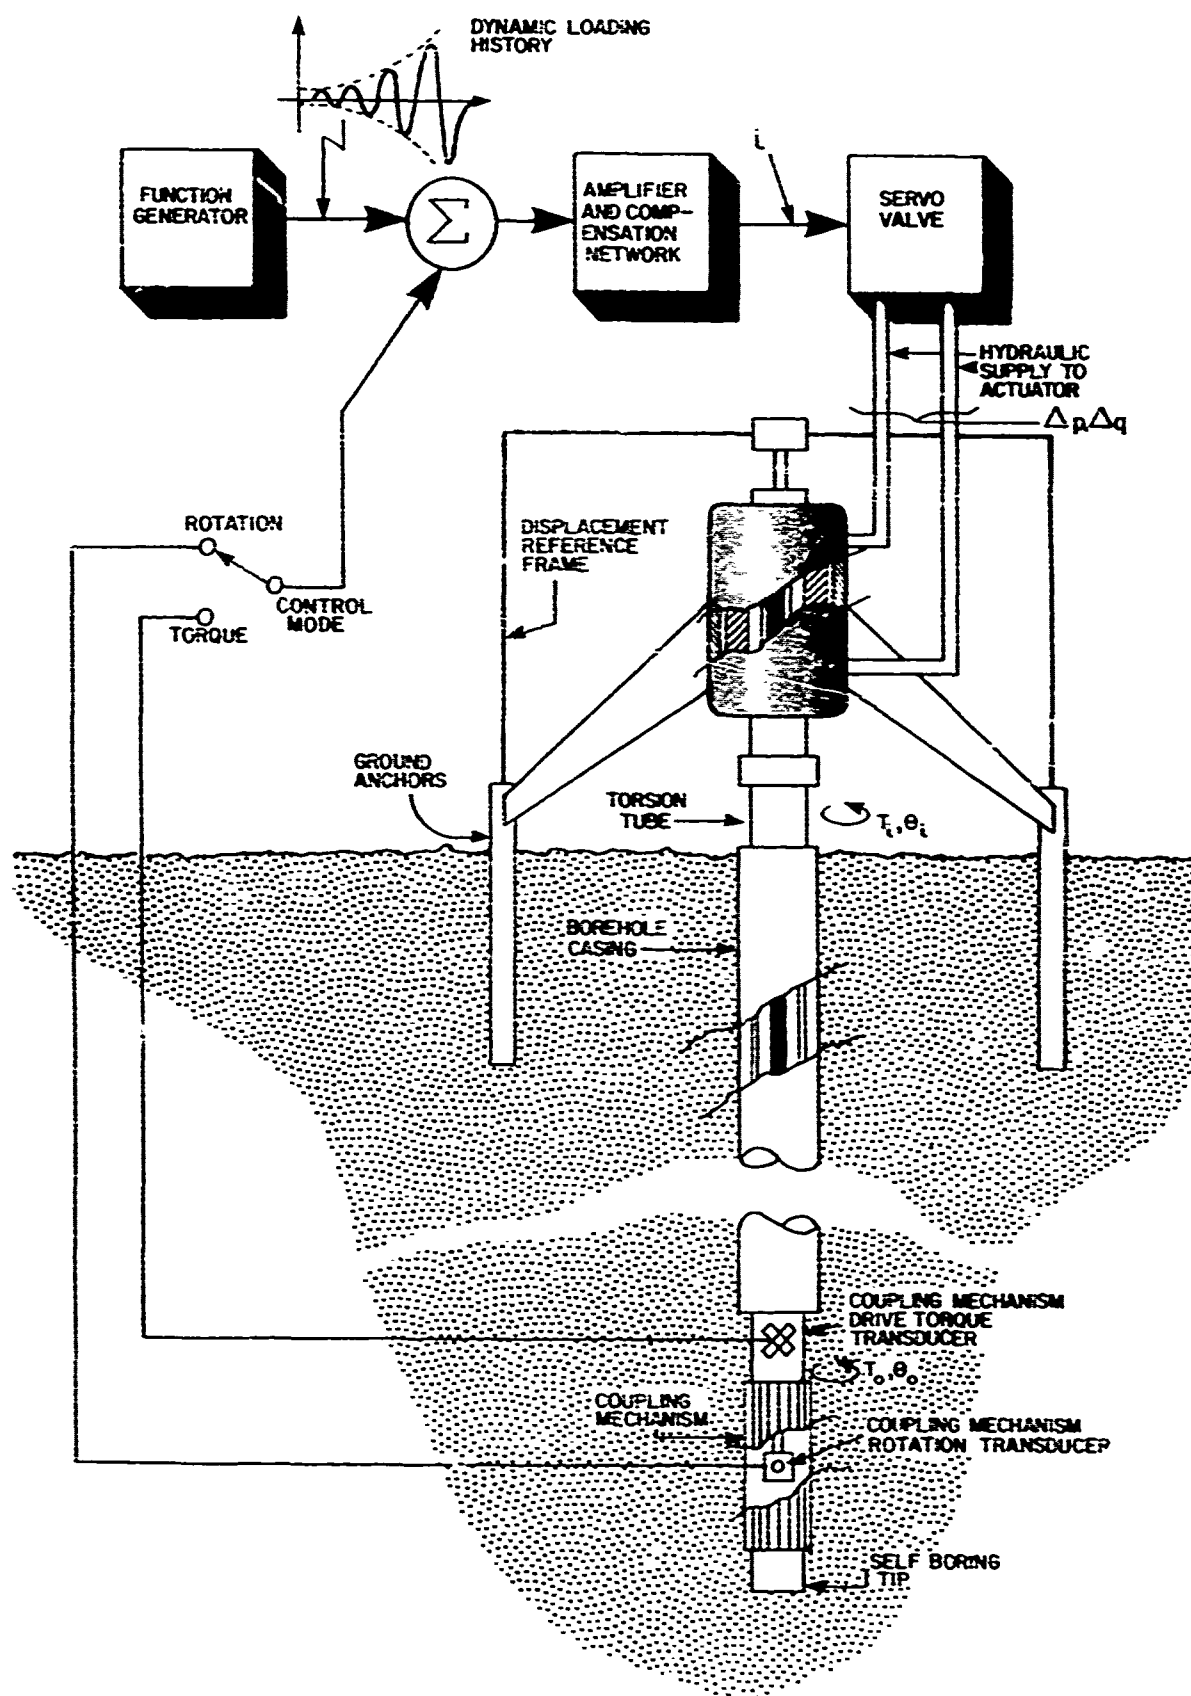 DYNAMIC LOADING
HISTORY
FUNCTION
GENERATOR
Σ
AMPLIFIER
AND COMP-
ENSATION
NETWORK
i
SERVO
VALVE
HYDRAULIC
SUPPLY TO
ACTUATOR
Δp,Δq
ROTATION
CONTROL
MODE
TORQUE
DISPLACEMENT
REFERENCE
FRAME
GROUND
ANCHORS
TORSION
TUBE
Tᵢ,θᵢ
BOREHOLE
CASING
COUPLING MECHANISM
DRIVE TORQUE
TRANSDUCER
Tₒ,θₒ
COUPLING
MECHANISM
COUPLING MECHANISM
ROTATION TRANSDUCER
SELF BORING
TIP